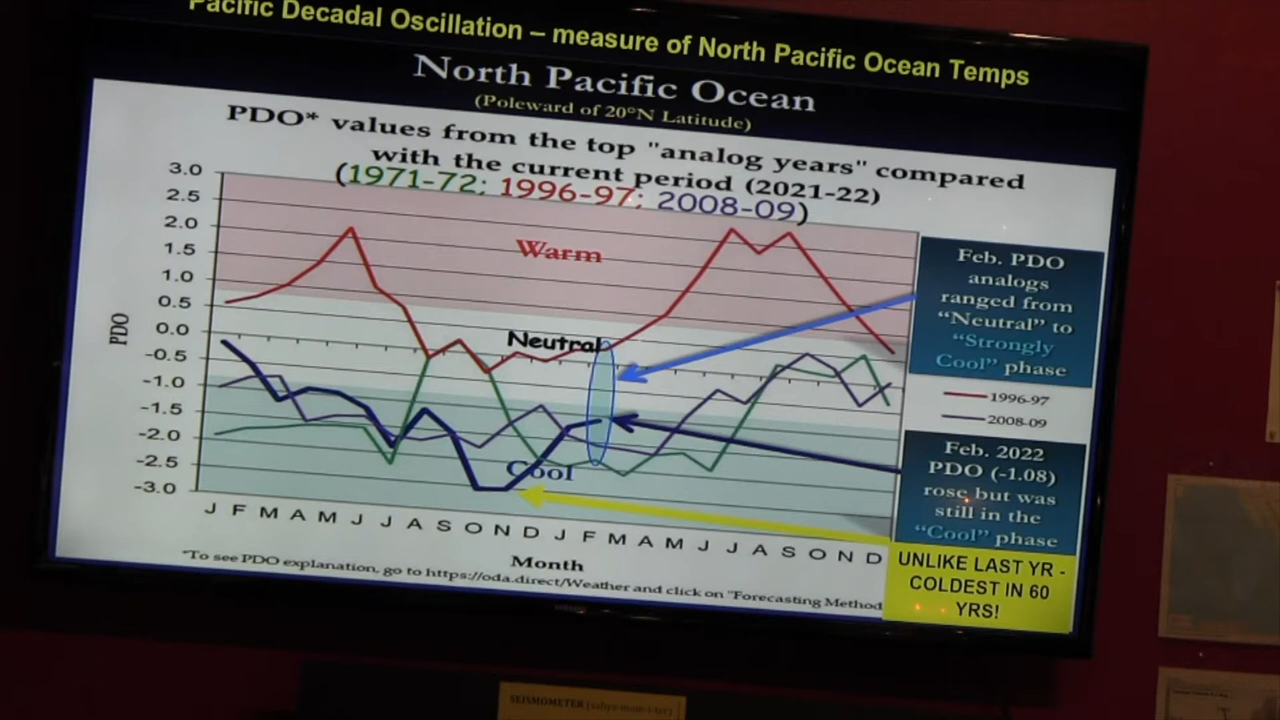 Pacific Decadal Oscillation – measure of North Pacific Ocean Temps
North Pacific Ocean
(Poleward of 20°N Latitude)
PDO* values from the top "analog years" compared
with the current period (2021-22)
(1971-72; 1996-97; 2008-09)
3.0
2.5
2.0
1.5
1.0
0.5
0.0
-0.5
-1.0
-1.5
-2.0
-2.5
-3.0
PDO
Warm
Neutral
Cool
J F M A M J J A S O N D J F M A M J J A S O N D
Month
*To see PDO explanation, go to https://oda.direct/Weather and click on "Forecasting Method
Feb. PDO
analogs
ranged from
“Neutral” to
“Strongly
Cool” phase
1996-97
2008-09
Feb. 2022
PDO (-1.08)
rose but was
still in the
“Cool” phase
UNLIKE LAST YR -
COLDEST IN 60
YRS!
SEISMOMETER